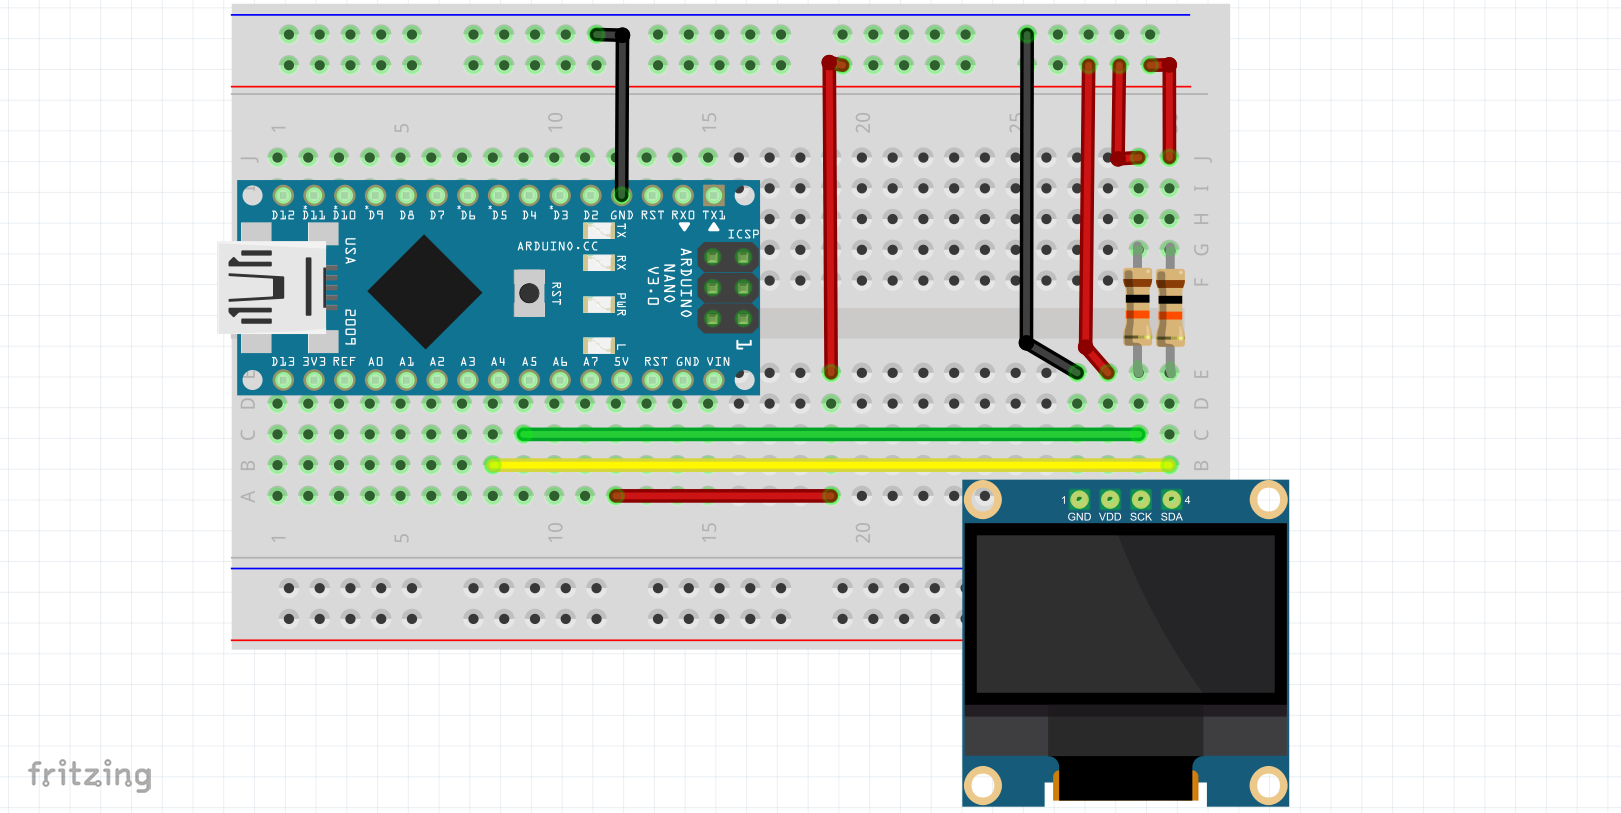 1 5 10 15 20 25
J J
I
H
G
F
D12 D11 D10 D9 D8 D7 D6 D5 D4 D3 D2 GND RST RX0 TX1
TX
ICSP
ARDUINO.CC
USA
RX
RST
ARDUINO
NANO
V3.0
PWR
5009
L
1
D13 3V3 REF A0 A1 A2 A3 A4 A5 A6 A7 5V RST GND VIN
E
D D
C C
B B
A
1 4
GND VDD SCK SDA
1 5 10 15 20
fritzing